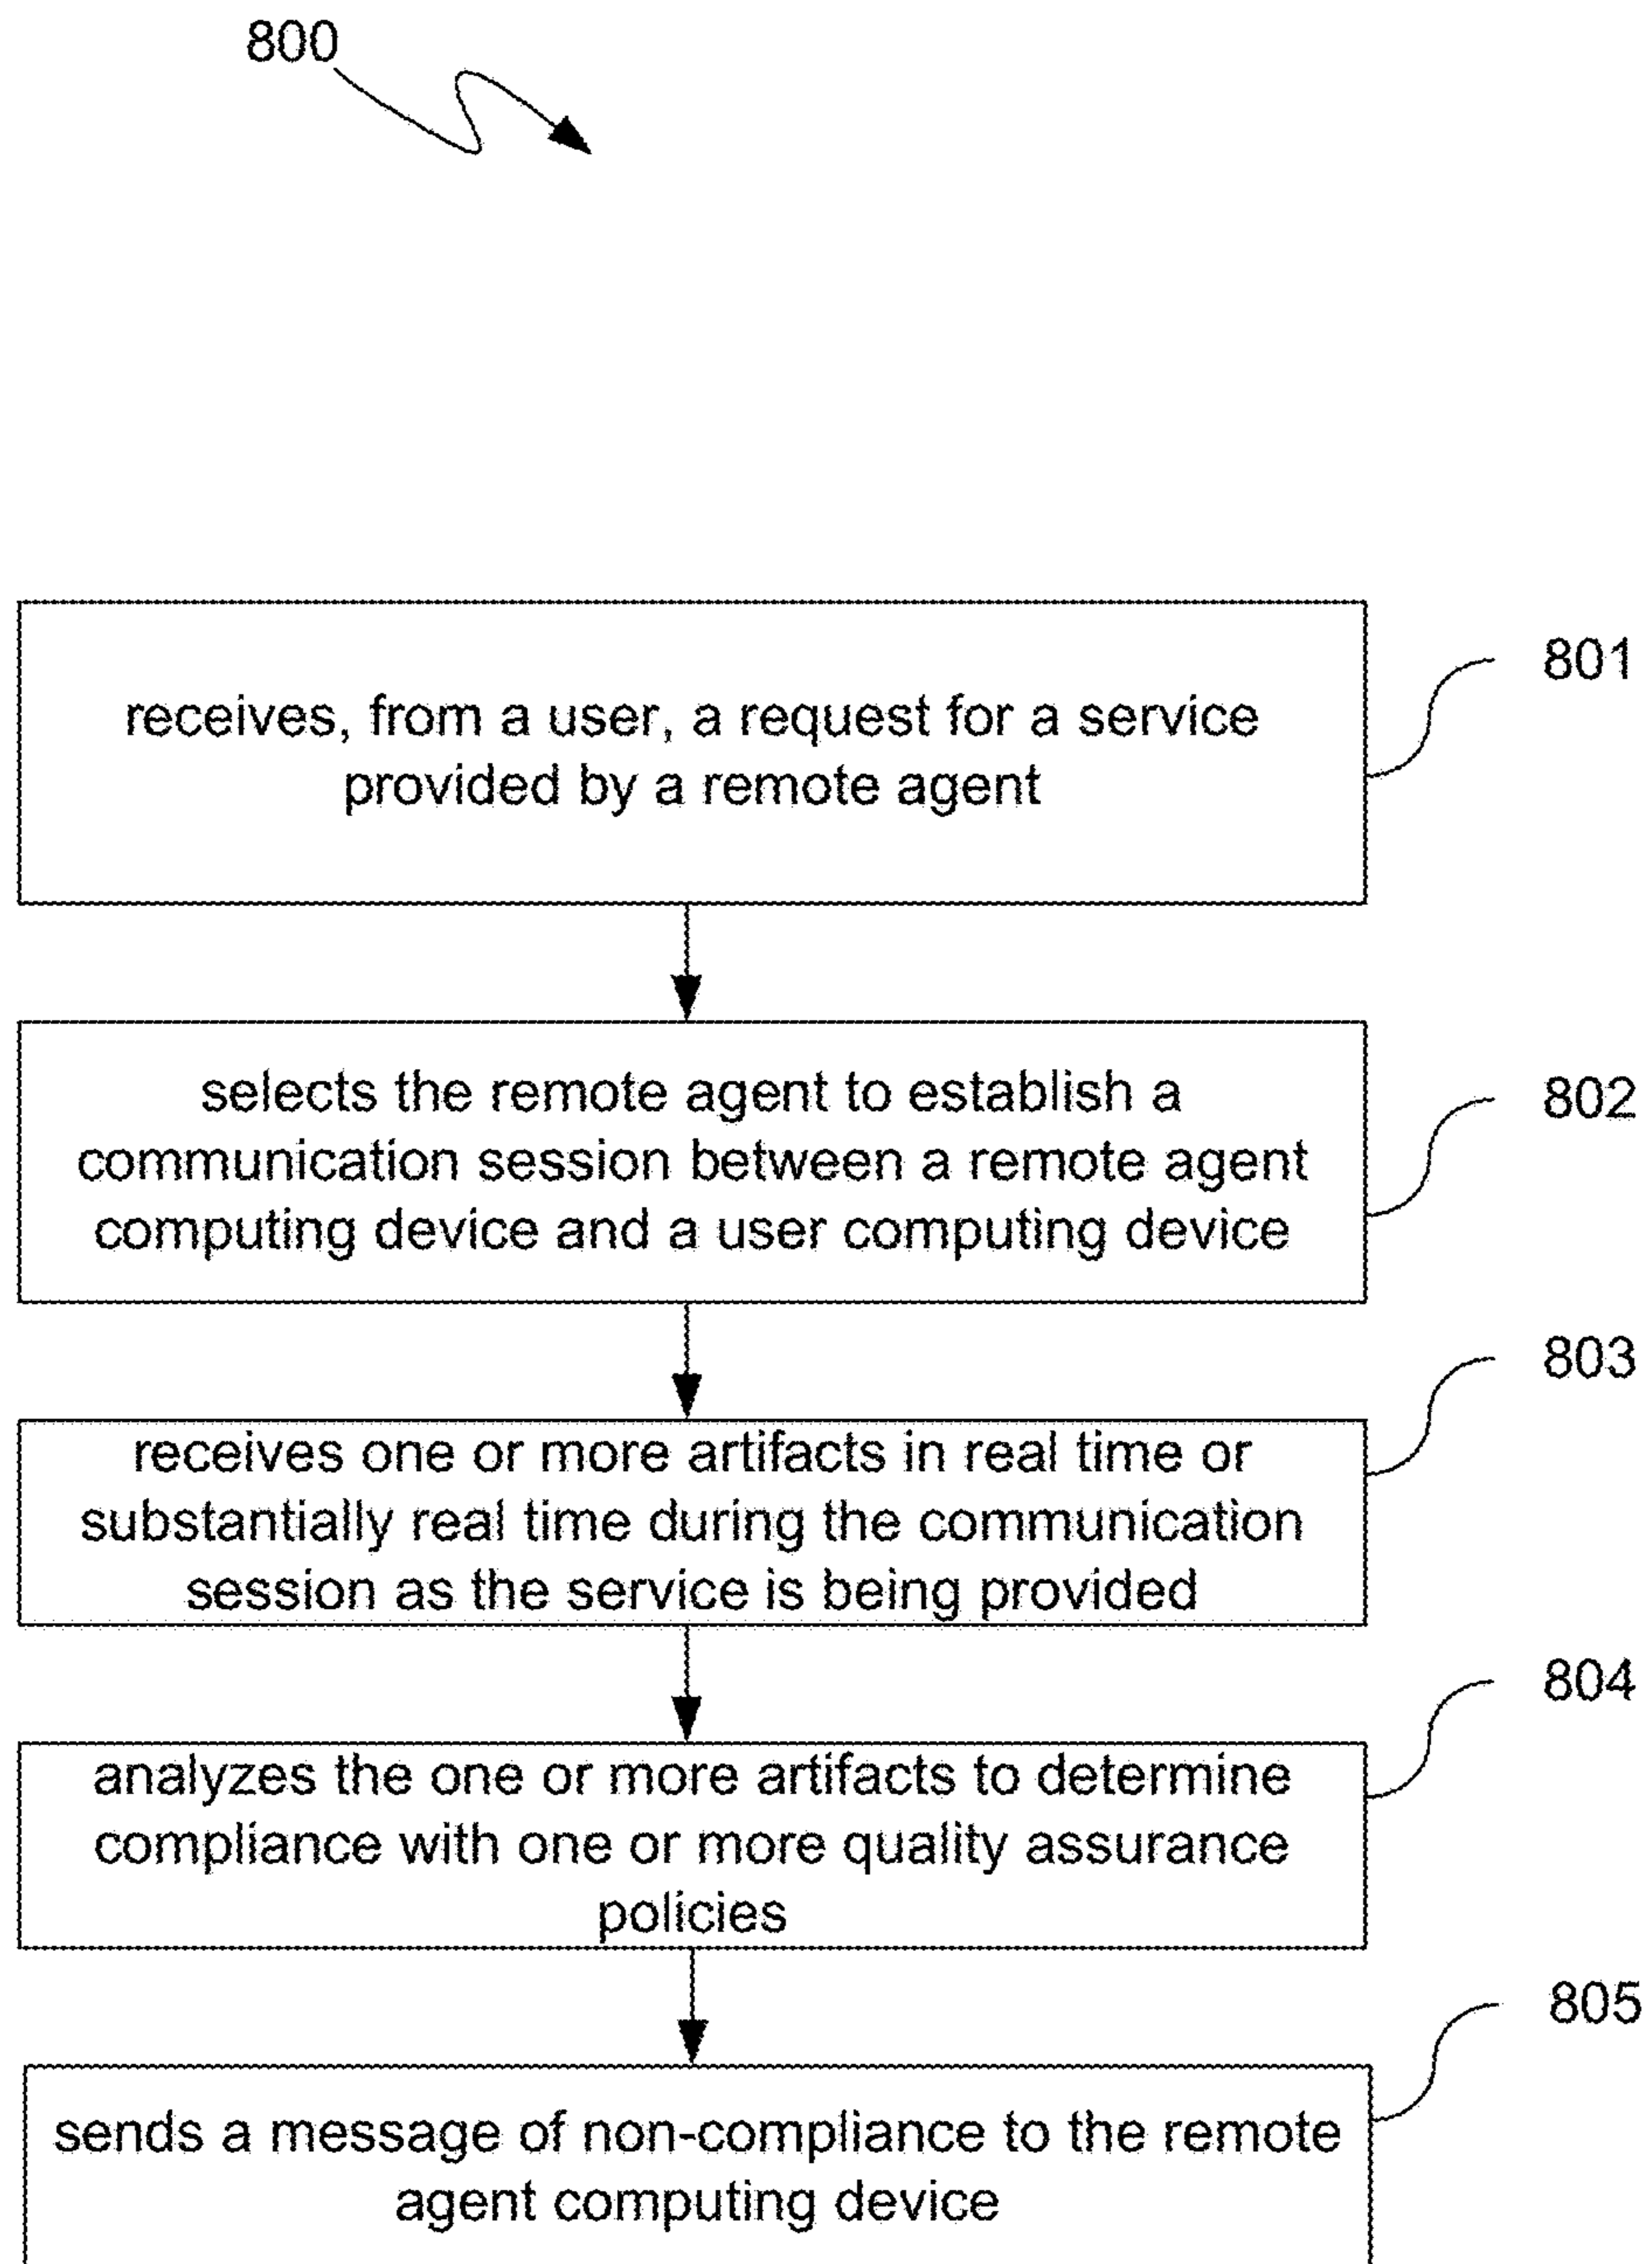 800
receives, from a user, a request for a service
provided by a remote agent
801
selects the remote agent to establish a
communication session between a remote agent
computing device and a user computing device
802
receives one or more artifacts in real time or
substantially real time during the communication
session as the service is being provided
803
analyzes the one or more artifacts to determine
compliance with one or more quality assurance
policies
804
sends a message of non-compliance to the remote
agent computing device
805